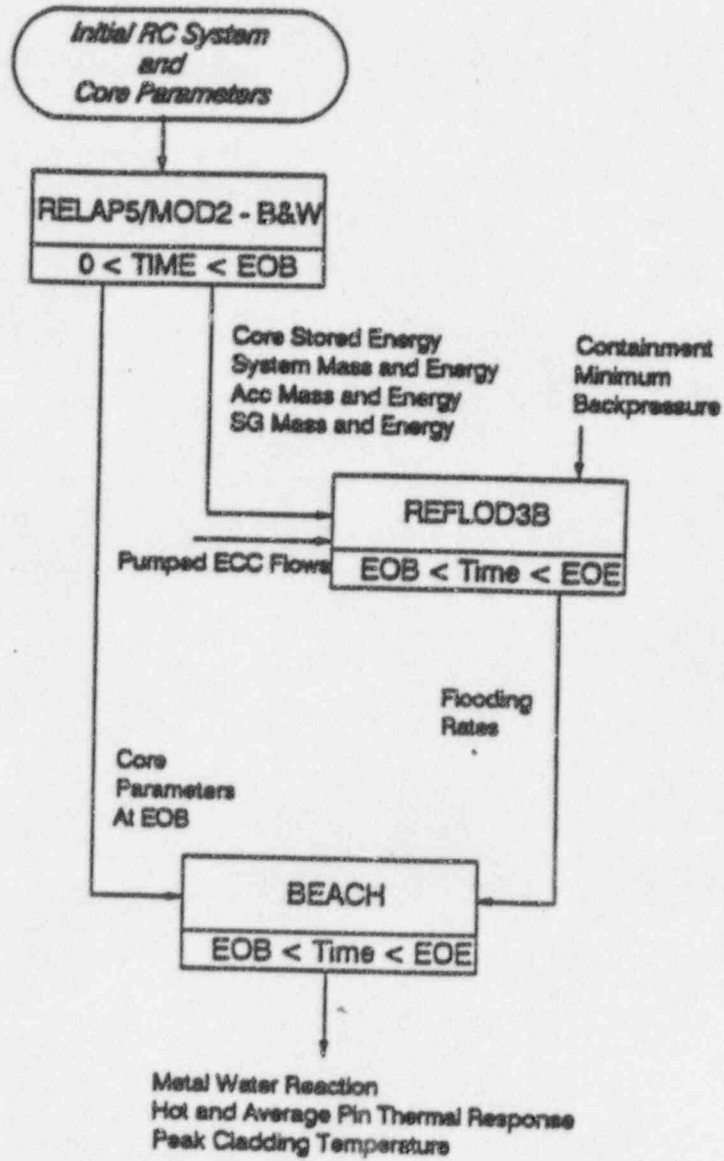 Initial RC System
and
Core Parameters
RELAP5/MOD2 - B&W
0 < TIME < EOB
Core Stored Energy
System Mass and Energy
Acc Mass and Energy
SG Mass and Energy
Containment
Minimum
Backpressure
REFLOD3B
Pumped ECC Flows
EOB < Time < EOE
Flooding
Rates
Core
Parameters
At EOB
BEACH
EOB < Time < EOE
Metal Water Reaction
Hot and Average Pin Thermal Response
Peak Cladding Temperature